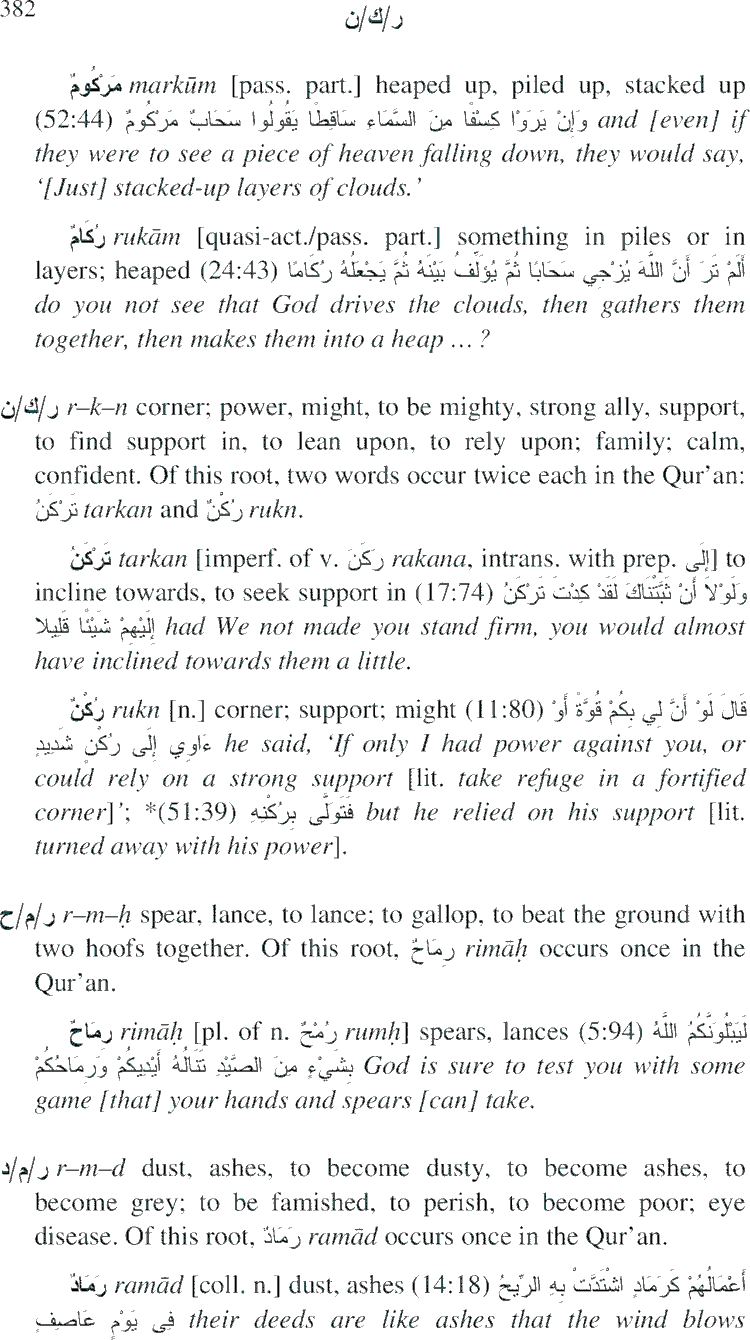 382
ر/ك/ن
مَرْكُومٌ markūm [pass. part.] heaped up, piled up, stacked up
(52:44) وَإِنْ يَرَوْا كِسْفًا مِنَ السَّمَاءِ سَاقِطًا يَقُولُوا سَحَابٌ مَرْكُومٌ and [even] if
they were to see a piece of heaven falling down, they would say,
‘[Just] stacked-up layers of clouds.’
رُكَامٌ rukām [quasi-act./pass. part.] something in piles or in
layers; heaped (24:43) أَلَمْ تَرَ أَنَّ اللَّهَ يُزْجِي سَحَابًا ثُمَّ يُؤَلِّفُ بَيْنَهُ ثُمَّ يَجْعَلُهُ رُكَامًا
do you not see that God drives the clouds, then gathers them
together, then makes them into a heap ... ?
ر/ك/ن r–k–n corner; power, might, to be mighty, strong ally, support,
to find support in, to lean upon, to rely upon; family; calm,
confident. Of this root, two words occur twice each in the Qur’an:
تَرْكَنُ tarkan and رُكْنٌ rukn.
تَرْكَنُ tarkan [imperf. of v. رَكَنَ rakana, intrans. with prep. إِلَى] to
incline towards, to seek support in (17:74) وَلَوْلاَ أَنْ ثَبَّتْنَاكَ لَقَدْ كِدْتَ تَرْكَنُ
إِلَيْهِمْ شَيْئًا قَلِيلا had We not made you stand firm, you would almost
have inclined towards them a little.
رُكْنٌ rukn [n.] corner; support; might (11:80) قَالَ لَوْ أَنَّ لِي بِكُمْ قُوَّةً أَوْ
ءَاوِي إِلَى رُكْنٍ شَدِيدٍ he said, ‘If only I had power against you, or
could rely on a strong support [lit. take refuge in a fortified
corner]’; *(51:39) فَتَوَلَّى بِرُكْنِهِ but he relied on his support [lit.
turned away with his power].
ر/م/ح r–m–ḥ spear, lance, to lance; to gallop, to beat the ground with
two hoofs together. Of this root, رِمَاحٌ rimāḥ occurs once in the
Qur’an.
رِمَاحٌ rimāḥ [pl. of n. رُمْحٌ rumḥ] spears, lances (5:94) لَيَبْلُوَنَّكُمُ اللَّهُ
بِشَيْءٍ مِنَ الصَّيْدِ تَنَالُهُ أَيْدِيكُمْ وَرِمَاحُكُمْ God is sure to test you with some
game [that] your hands and spears [can] take.
ر/م/د r–m–d dust, ashes, to become dusty, to become ashes, to
become grey; to be famished, to perish, to become poor; eye
disease. Of this root, رَمَادٌ ramād occurs once in the Qur’an.
رَمَادٌ ramād [coll. n.] dust, ashes (14:18) أَعْمَالُهُمْ كَرَمَادٍ اشْتَدَّتْ بِهِ الرِّيحُ
فِى يَوْمٍ عَاصِفٍ their deeds are like ashes that the wind blows